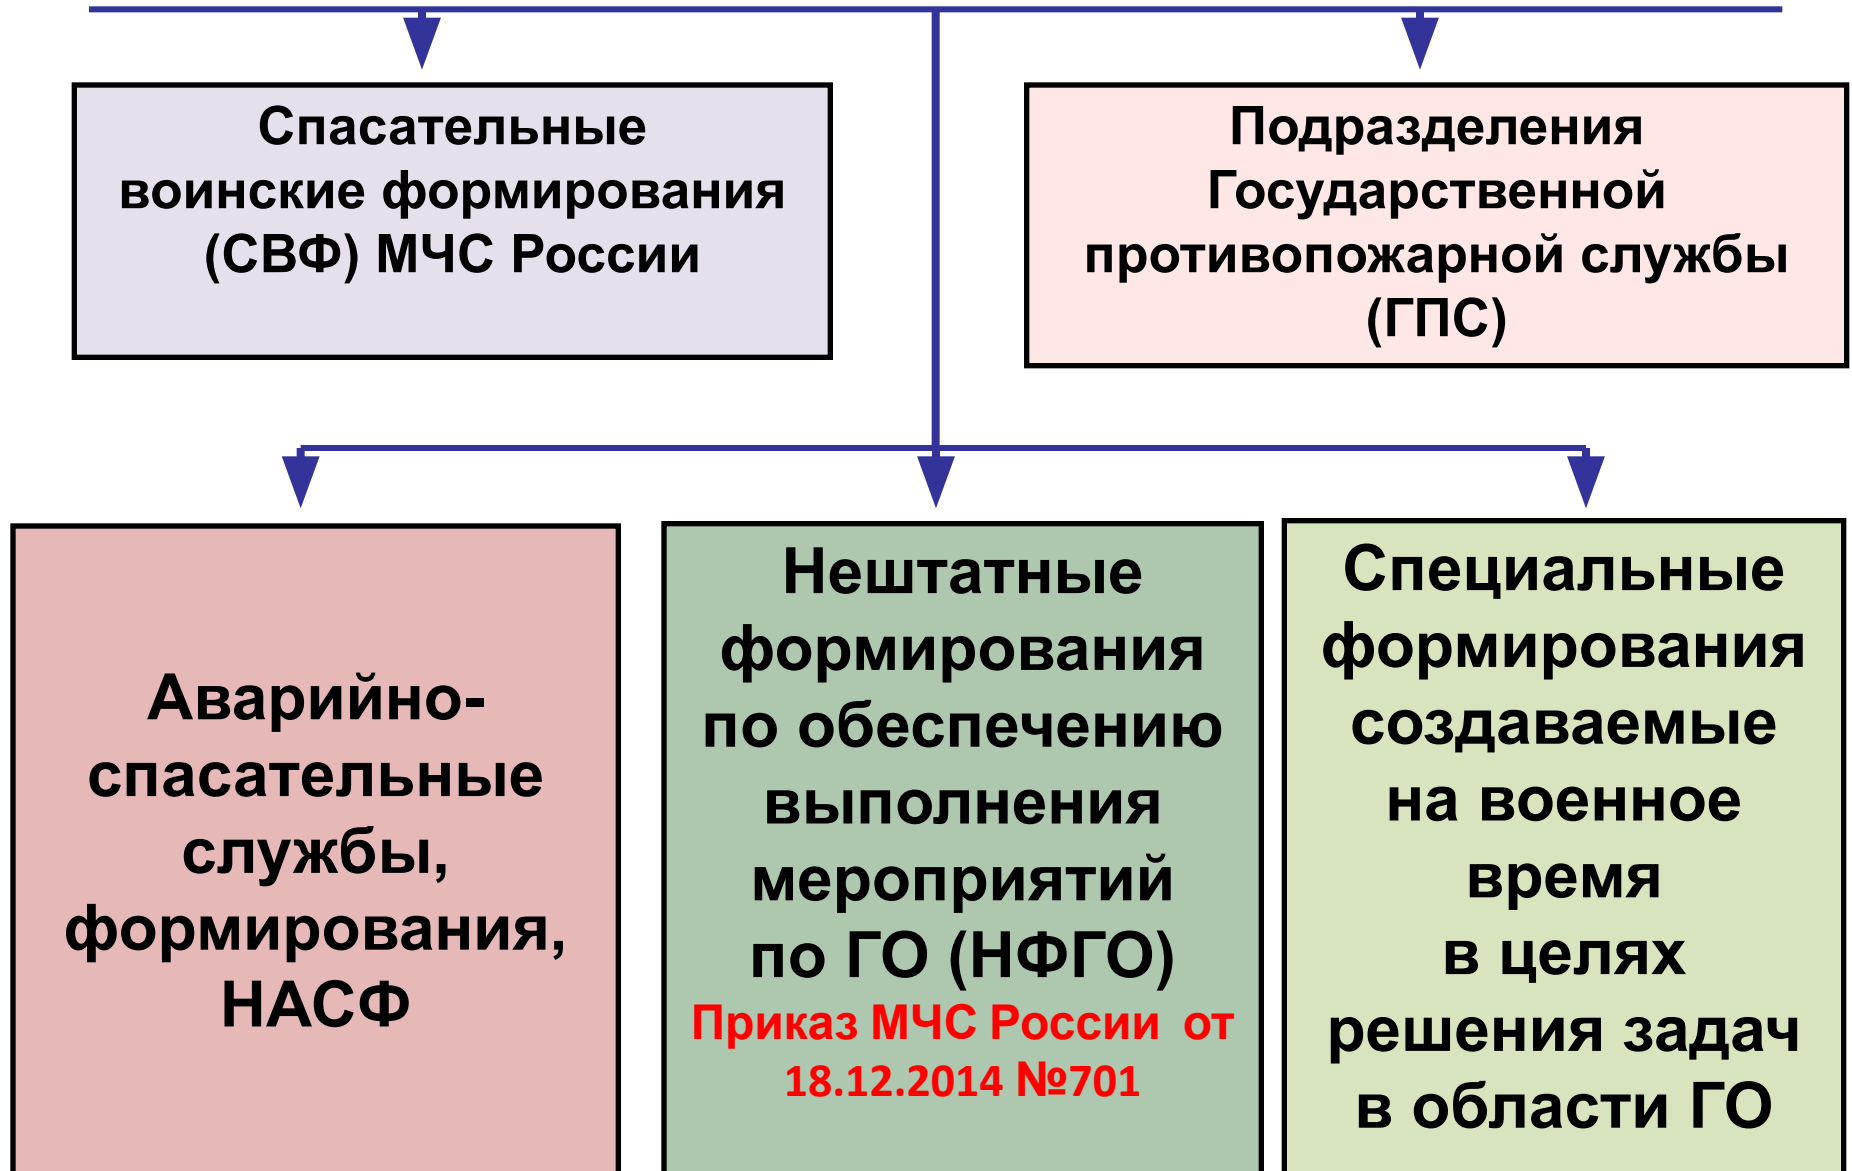 Спасательные
воинские формирования
(СВФ) МЧС России
Подразделения
Государственной
противопожарной службы
(ГПС)
Аварийно-
спасательные
службы,
формирования,
НАСФ
Нештатные
формирования
по обеспечению
выполнения
мероприятий
по ГО (НФГО)
Приказ МЧС России от
18.12.2014 №701
Специальные
формирования
создаваемые
на военное
время
в целях
решения задач
в области ГО